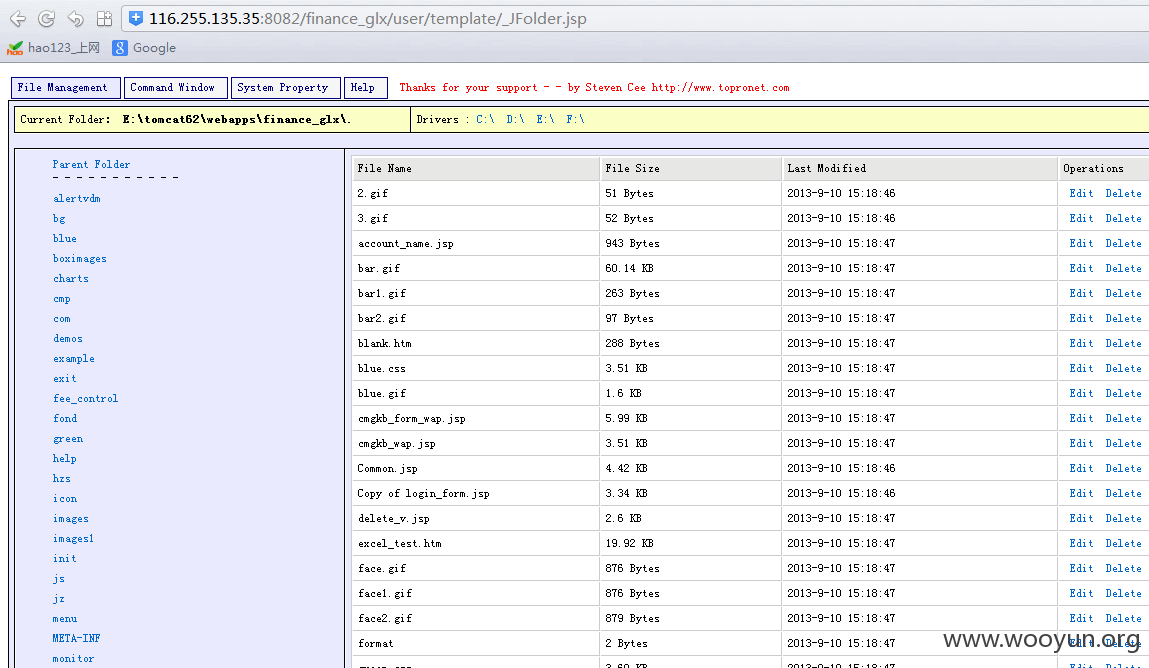 116.255.135.35:8082/finance_glx/user/template/_JFolder.jsp
hao123_上网 Google
File Management Command Window System Property Help Thanks for your support - - by Steven Cee http://www.topronet.com
Current Folder: E:\tomcat62\webapps\finance_glx\. Drivers : C:\ D:\ E:\ F:\
Parent Folder
- - - - - - - - - - -
alertvdm
bg
blue
boximages
charts
cmp
com
demos
example
exit
fee_control
fond
green
help
hzs
icon
images
images1
init
js
jz
menu
META-INF
monitor
File Name File Size Last Modified Operations
2.gif 51 Bytes 2013-9-10 15:18:46 Edit Delete
3.gif 52 Bytes 2013-9-10 15:18:46 Edit Delete
account_name.jsp 943 Bytes 2013-9-10 15:18:47 Edit Delete
bar.gif 60.14 KB 2013-9-10 15:18:47 Edit Delete
bar1.gif 263 Bytes 2013-9-10 15:18:47 Edit Delete
bar2.gif 97 Bytes 2013-9-10 15:18:47 Edit Delete
blank.htm 288 Bytes 2013-9-10 15:18:47 Edit Delete
blue.css 3.51 KB 2013-9-10 15:18:47 Edit Delete
blue.gif 1.6 KB 2013-9-10 15:18:47 Edit Delete
cmgkb_form_wap.jsp 5.99 KB 2013-9-10 15:18:47 Edit Delete
cmgkb_wap.jsp 3.51 KB 2013-9-10 15:18:47 Edit Delete
Common.jsp 4.42 KB 2013-9-10 15:18:46 Edit Delete
Copy of login_form.jsp 3.34 KB 2013-9-10 15:18:46 Edit Delete
delete_v.jsp 2.6 KB 2013-9-10 15:18:47 Edit Delete
excel_test.htm 19.92 KB 2013-9-10 15:18:47 Edit Delete
face.gif 876 Bytes 2013-9-10 15:18:47 Edit Delete
face1.gif 876 Bytes 2013-9-10 15:18:47 Edit Delete
face2.gif 879 Bytes 2013-9-10 15:18:47 Edit Delete
format 2 Bytes 2013-9-10 15:18:47 Edit Delete
www.wooyun.org